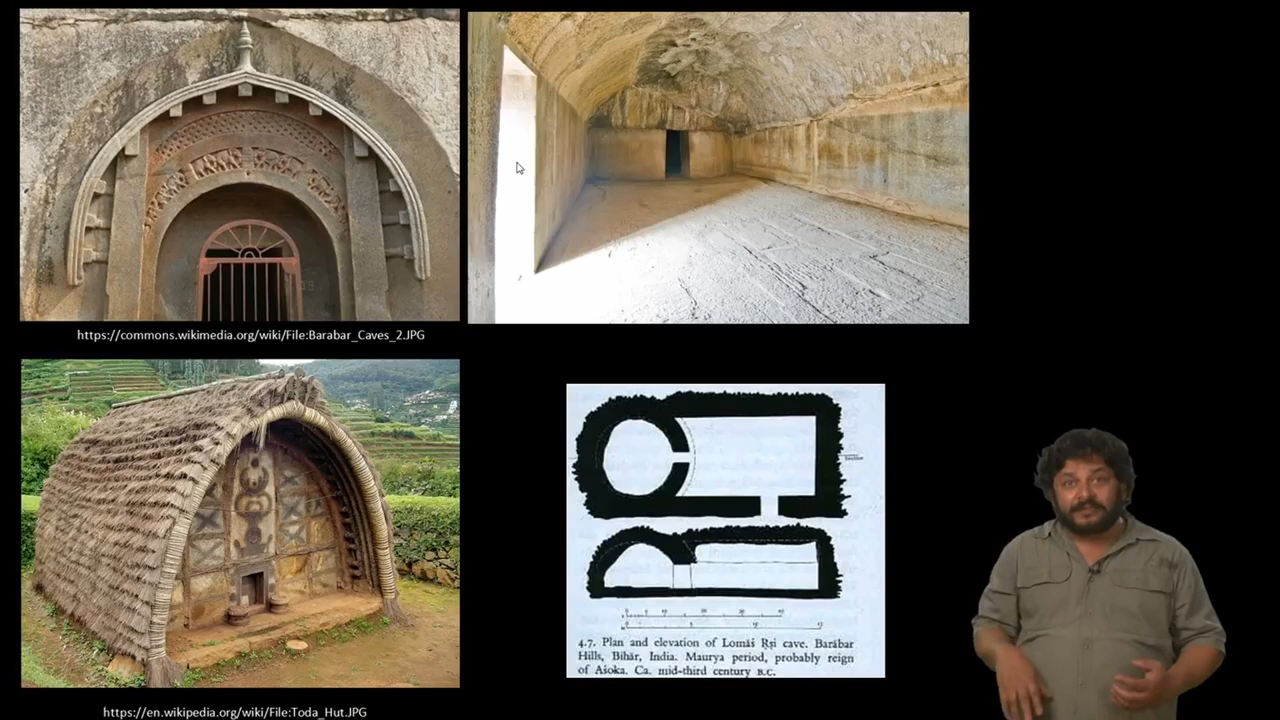 https://commons.wikimedia.org/wiki/File:Barabar_Caves_2.JPG
4.7. Plan and elevation of Lomāś Ṛṣi cave. Barābar
Hills, Bihār, India. Maurya period, probably reign
of Aśoka. Ca. mid-third century B.C.
https://en.wikipedia.org/wiki/File:Toda_Hut.JPG